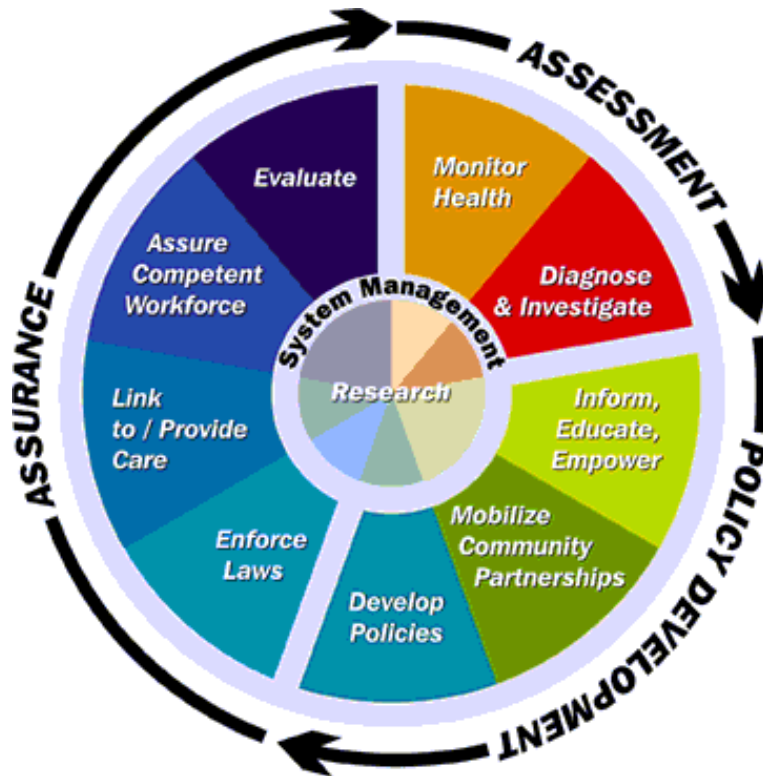 ASSESSMENT
Monitor
Health
Diagnose
& Investigate
POLICY DEVELOPMENT
Inform,
Educate,
Empower
Mobilize
Community
Partnerships
Develop
Policies
ASSURANCE
Enforce
Laws
Link
to / Provide
Care
Assure
Competent
Workforce
Evaluate
System Management
Research